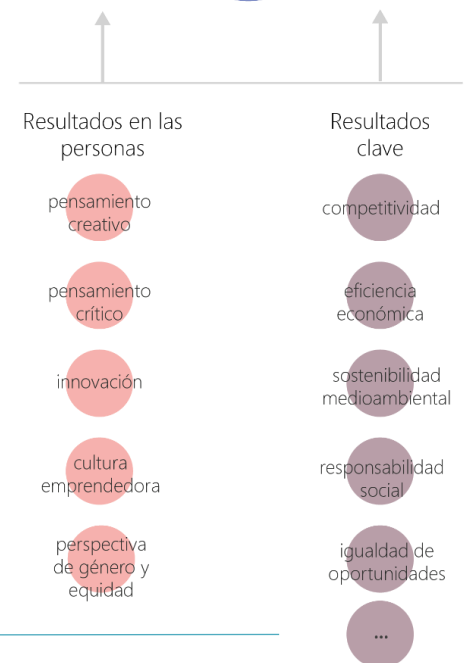 Resultados en las
personas
pensamiento
creativo
pensamiento
crítico
innovación
cultura
emprendedora
perspectiva
de género y
equidad
Resultados
clave
competitividad
eficiencia
económica
sostenibilidad
medioambiental
responsabilidad
social
igualdad de
oportunidades
...